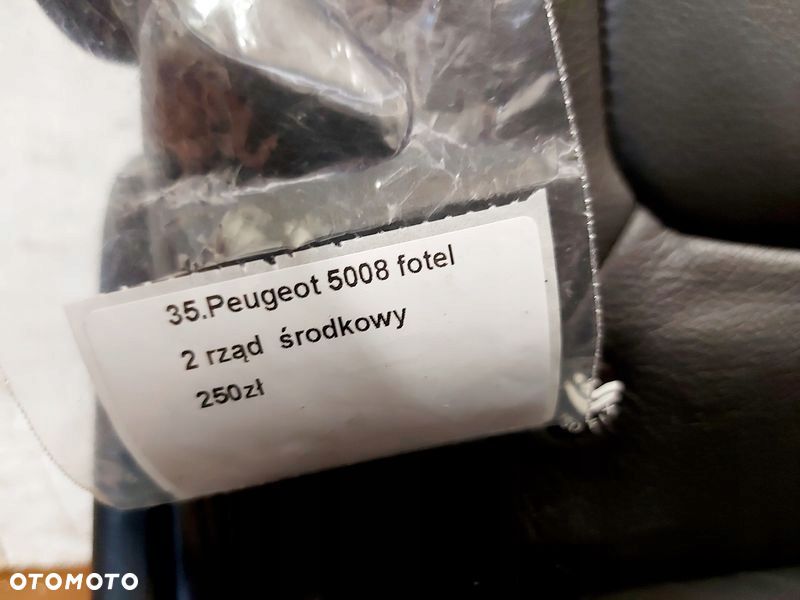 35.Peugeot 5008 fotel
2 rząd środkowy
250zł
OTOMOTO